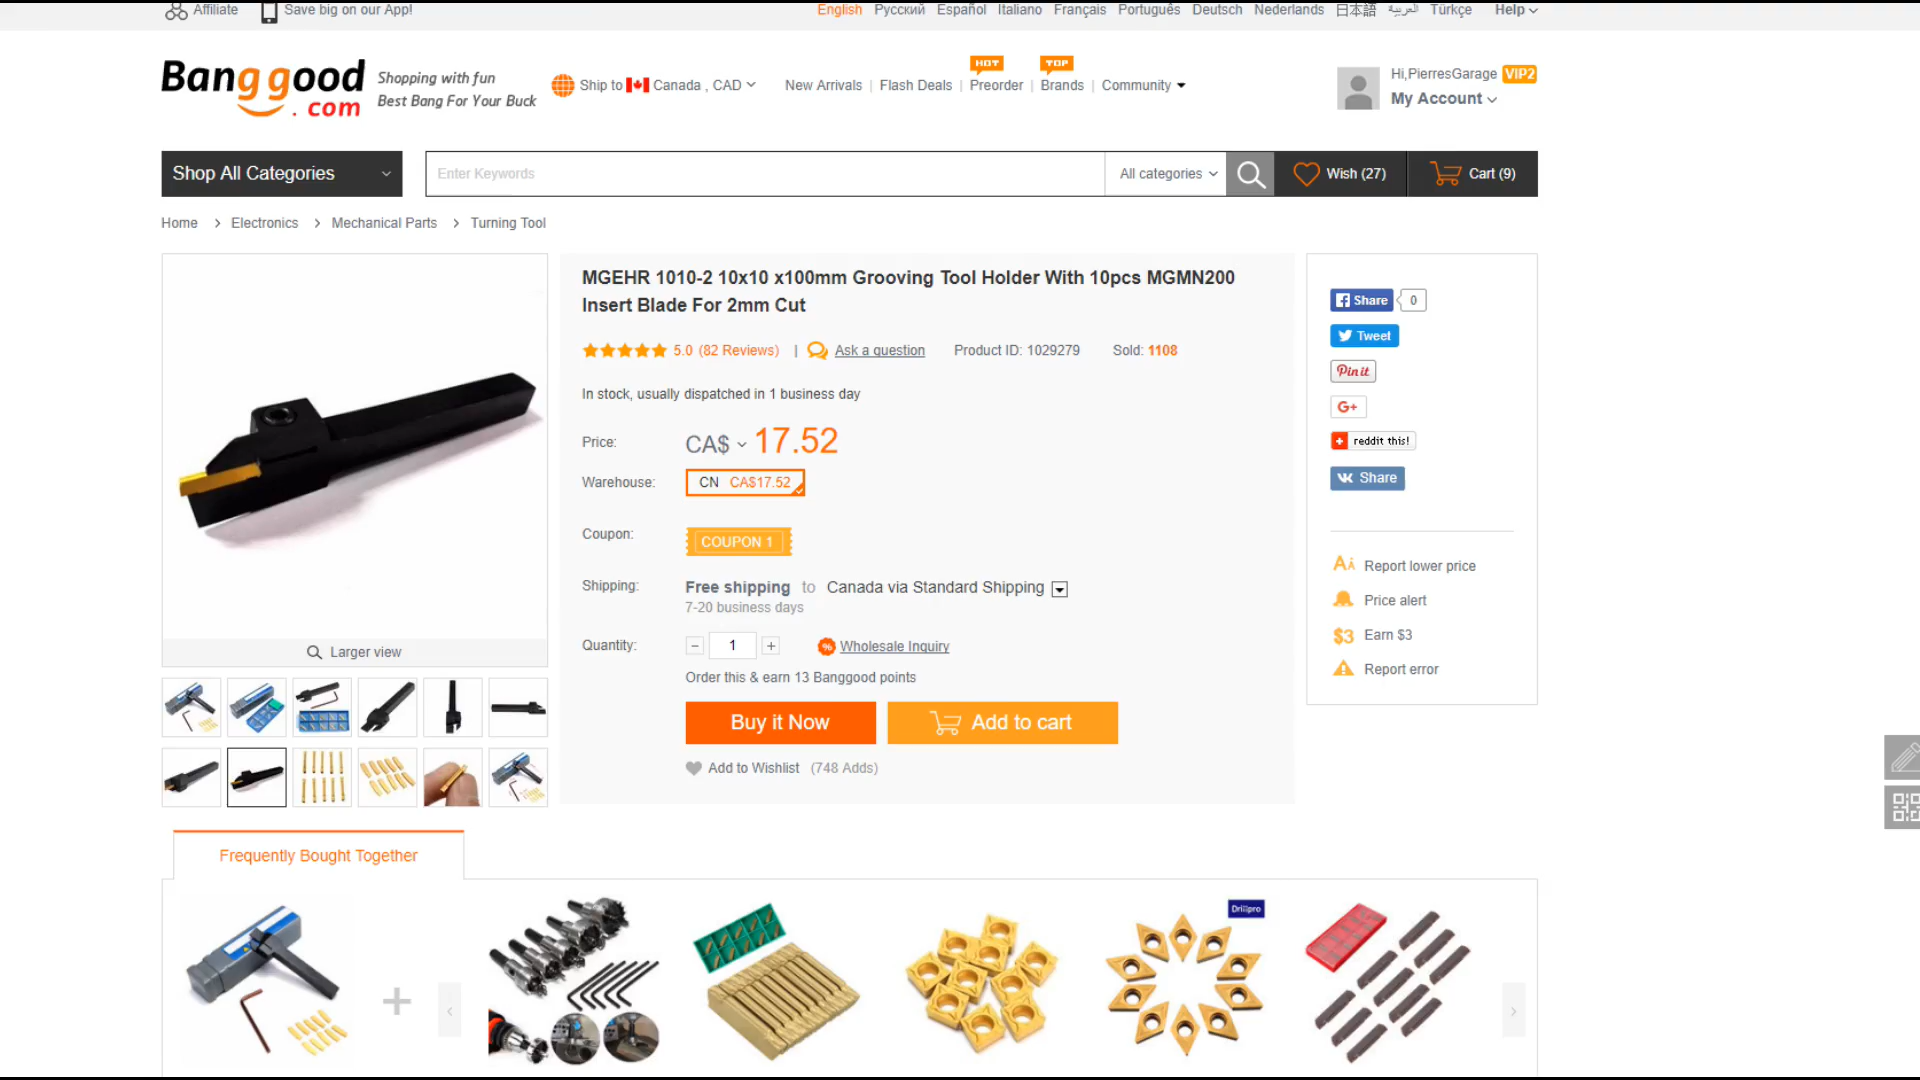 Affiliate Save big on our App! English Русский Español Italiano Français Português Deutsch Nederlands 日本語 العربية Türkçe Help
Banggood.com Shopping with fun
Best Bang For Your Buck
Ship to Canada , CAD New Arrivals | Flash Deals | Preorder | Brands | Community
HOT TOP
Hi,PierresGarage VIP2
My Account
Shop All Categories Enter Keywords All categories Wish (27) Cart (9)
Home > Electronics > Mechanical Parts > Turning Tool
MGEHR 1010-2 10x10 x100mm Grooving Tool Holder With 10pcs MGMN200
Insert Blade For 2mm Cut
5.0 (82 Reviews) | Ask a question Product ID: 1029279 Sold: 1108
In stock, usually dispatched in 1 business day
Price: CA$ 17.52
Warehouse: CN CA$17.52
Coupon: COUPON 1
Shipping: Free shipping to Canada via Standard Shipping
7-20 business days
Quantity: − 1 + Wholesale Inquiry
Order this & earn 13 Banggood points
Buy it Now Add to cart
Add to Wishlist (748 Adds)
Larger view
Share 0
Tweet
Pin it
G+
reddit this!
Share
Report lower price
Price alert
$3 Earn $3
Report error
Frequently Bought Together
+
Drillpro